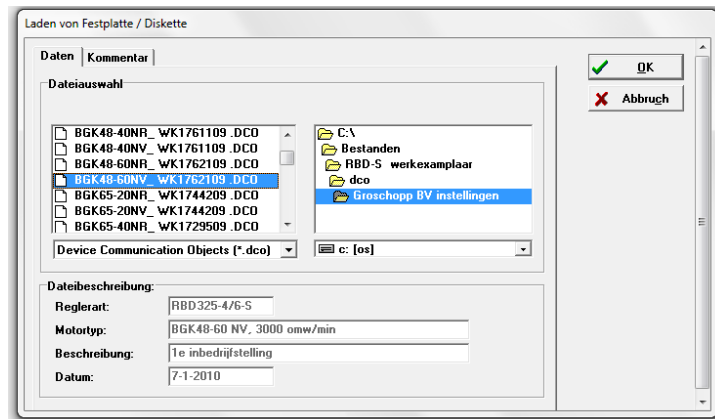 Laden von Festplatte / Diskette
Daten Kommentar
OK
Abbruch
Dateiauswahl
BGK48-40NR_ WK1761109 .DCO
BGK48-40NV_ WK1761109 .DCO
BGK48-60NR_ WK1762109 .DCO
BGK48-60NV_ WK1762109 .DCO
BGK65-20NR_ WK1744209 .DCO
BGK65-20NV_ WK1744209 .DCO
BGK65-40NR_ WK1729509 .DCO
C:\
Bestanden
RBD-S werkexamplaar
dco
Groschopp BV instellingen
Device Communication Objects (*.dco)
c: [os]
Dateibeschreibung:
Reglerart: RBD325-4/6-S
Motortyp: BGK48-60 NV, 3000 omw/min
Beschreibung: 1e inbedrijfstelling
Datum: 7-1-2010